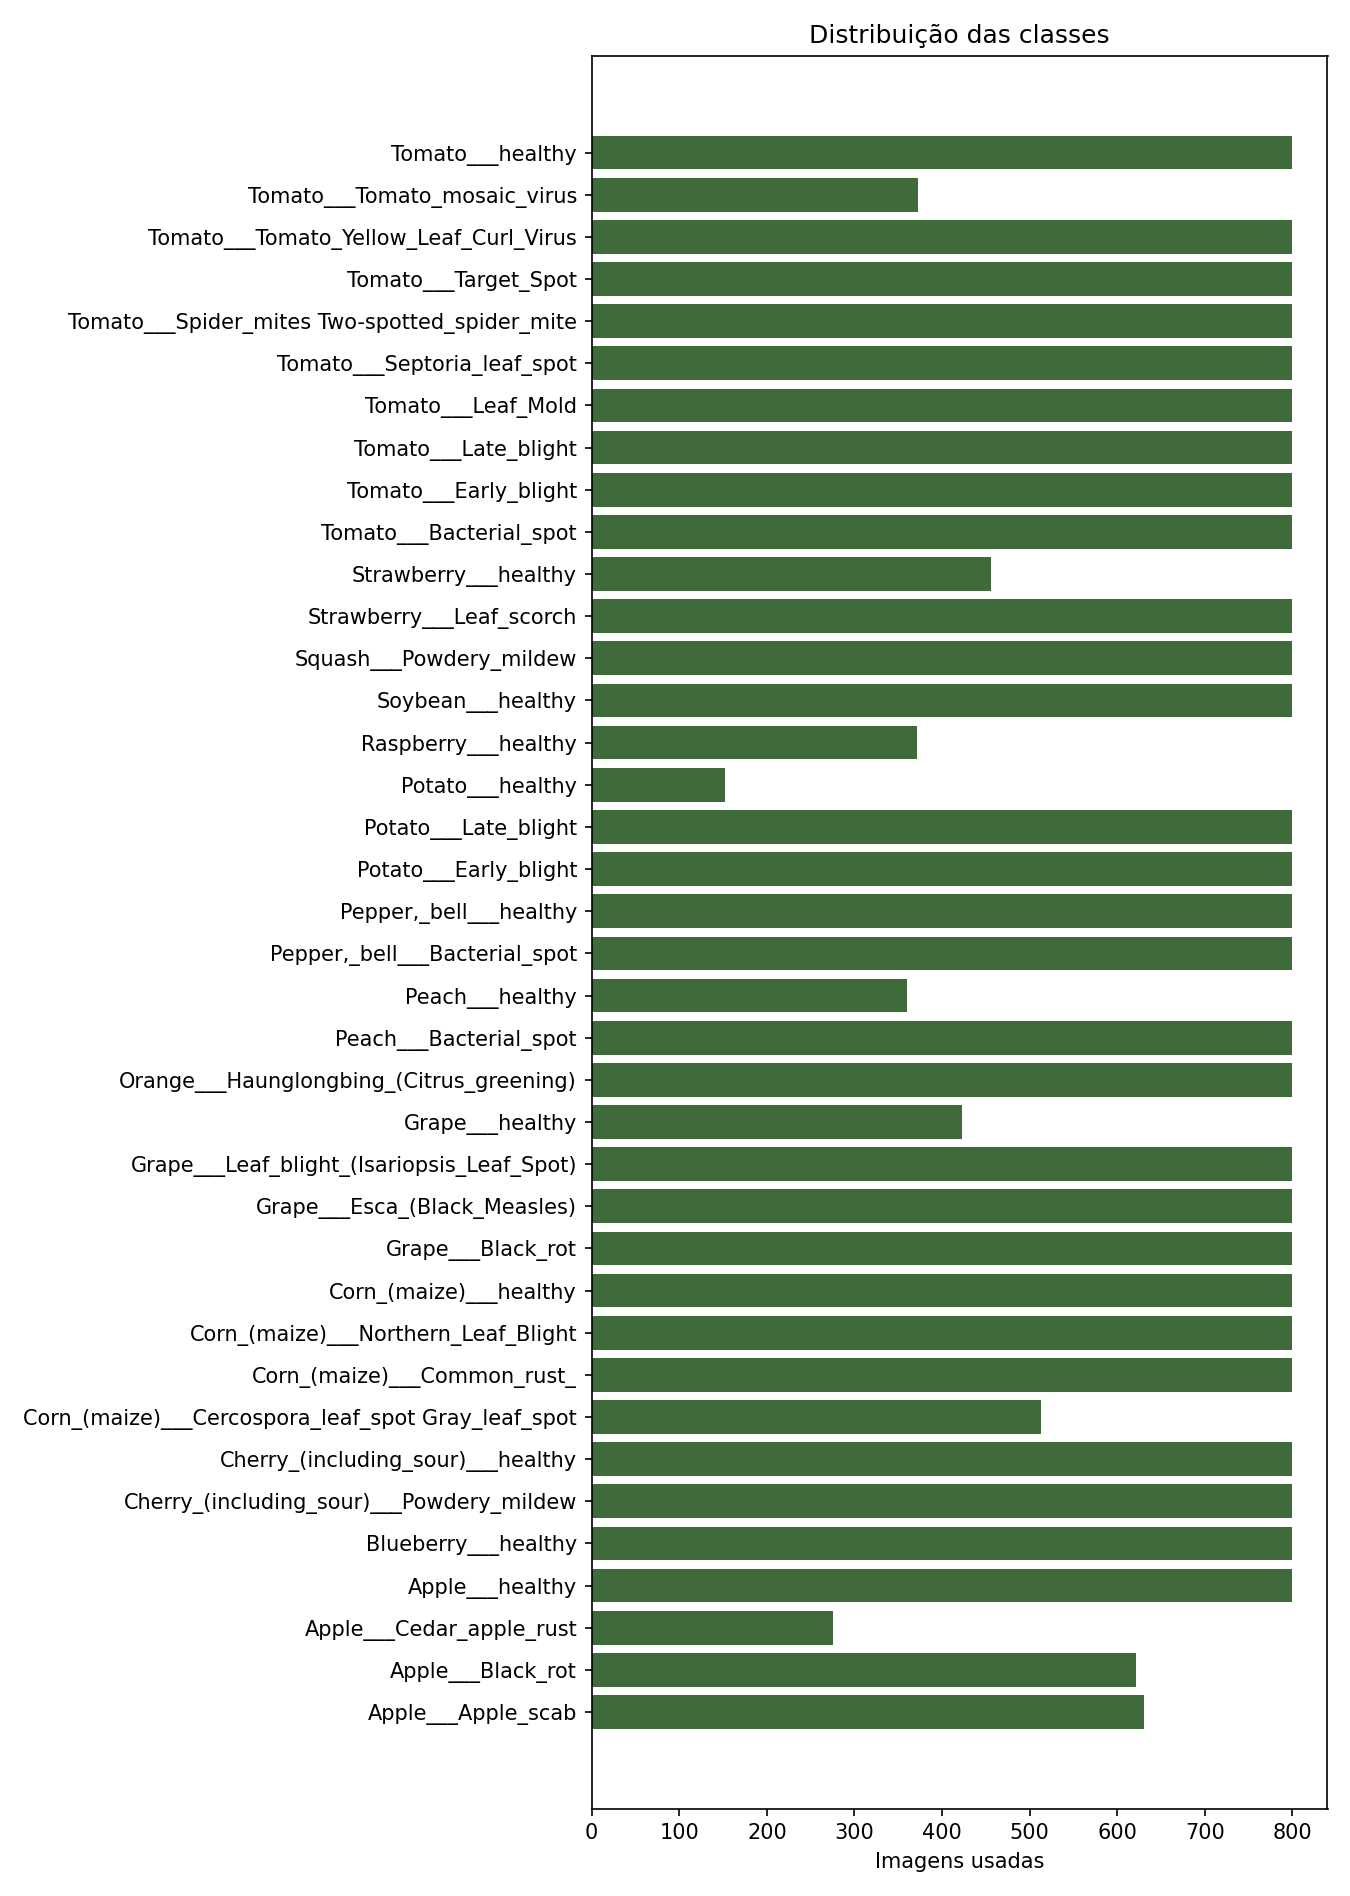 Distribuição das classes
Tomato___healthy
Tomato___Tomato_mosaic_virus
Tomato___Tomato_Yellow_Leaf_Curl_Virus
Tomato___Target_Spot
Tomato___Spider_mites Two-spotted_spider_mite
Tomato___Septoria_leaf_spot
Tomato___Leaf_Mold
Tomato___Late_blight
Tomato___Early_blight
Tomato___Bacterial_spot
Strawberry___healthy
Strawberry___Leaf_scorch
Squash___Powdery_mildew
Soybean___healthy
Raspberry___healthy
Potato___healthy
Potato___Late_blight
Potato___Early_blight
Pepper,_bell___healthy
Pepper,_bell___Bacterial_spot
Peach___healthy
Peach___Bacterial_spot
Orange___Haunglongbing_(Citrus_greening)
Grape___healthy
Grape___Leaf_blight_(Isariopsis_Leaf_Spot)
Grape___Esca_(Black_Measles)
Grape___Black_rot
Corn_(maize)___healthy
Corn_(maize)___Northern_Leaf_Blight
Corn_(maize)___Common_rust_
Corn_(maize)___Cercospora_leaf_spot Gray_leaf_spot
Cherry_(including_sour)___healthy
Cherry_(including_sour)___Powdery_mildew
Blueberry___healthy
Apple___healthy
Apple___Cedar_apple_rust
Apple___Black_rot
Apple___Apple_scab
0 100 200 300 400 500 600 700 800
Imagens usadas